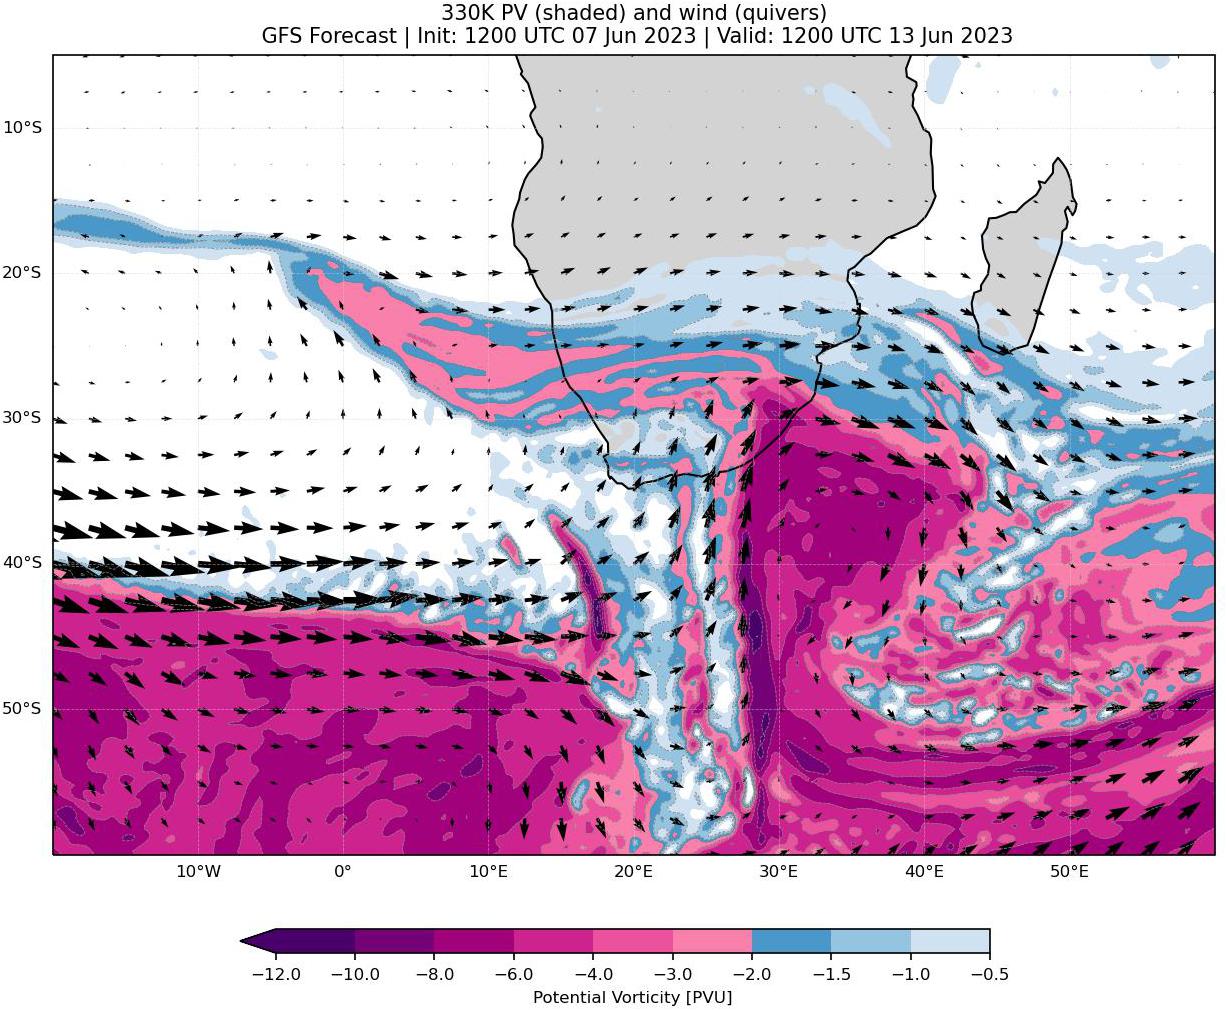 330K PV (shaded) and wind (quivers)
GFS Forecast | Init: 1200 UTC 07 Jun 2023 | Valid: 1200 UTC 13 Jun 2023
10°S
20°S
30°S
40°S
50°S
10°W 0° 10°E 20°E 30°E 40°E 50°E
−12.0 −10.0 −8.0 −6.0 −4.0 −3.0 −2.0 −1.5 −1.0 −0.5
Potential Vorticity [PVU]